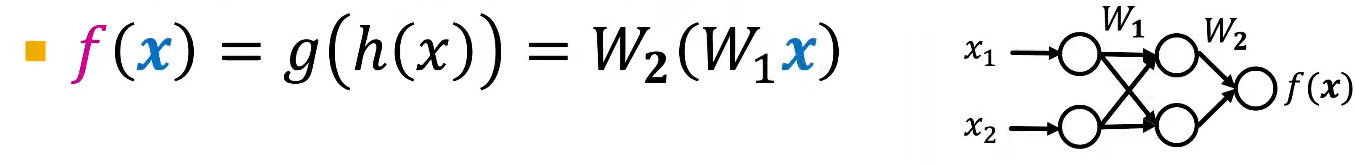 ▪ f(x) = g(h(x)) = W₂(W₁x)
W₁ W₂
x₁
f(x)
x₂